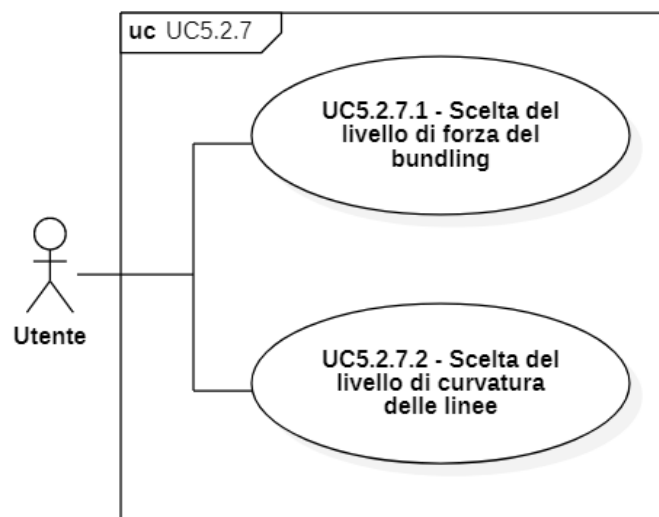 uc UC5.2.7
UC5.2.7.1 - Scelta del
livello di forza del
bundling
Utente
UC5.2.7.2 - Scelta del
livello di curvatura
delle linee